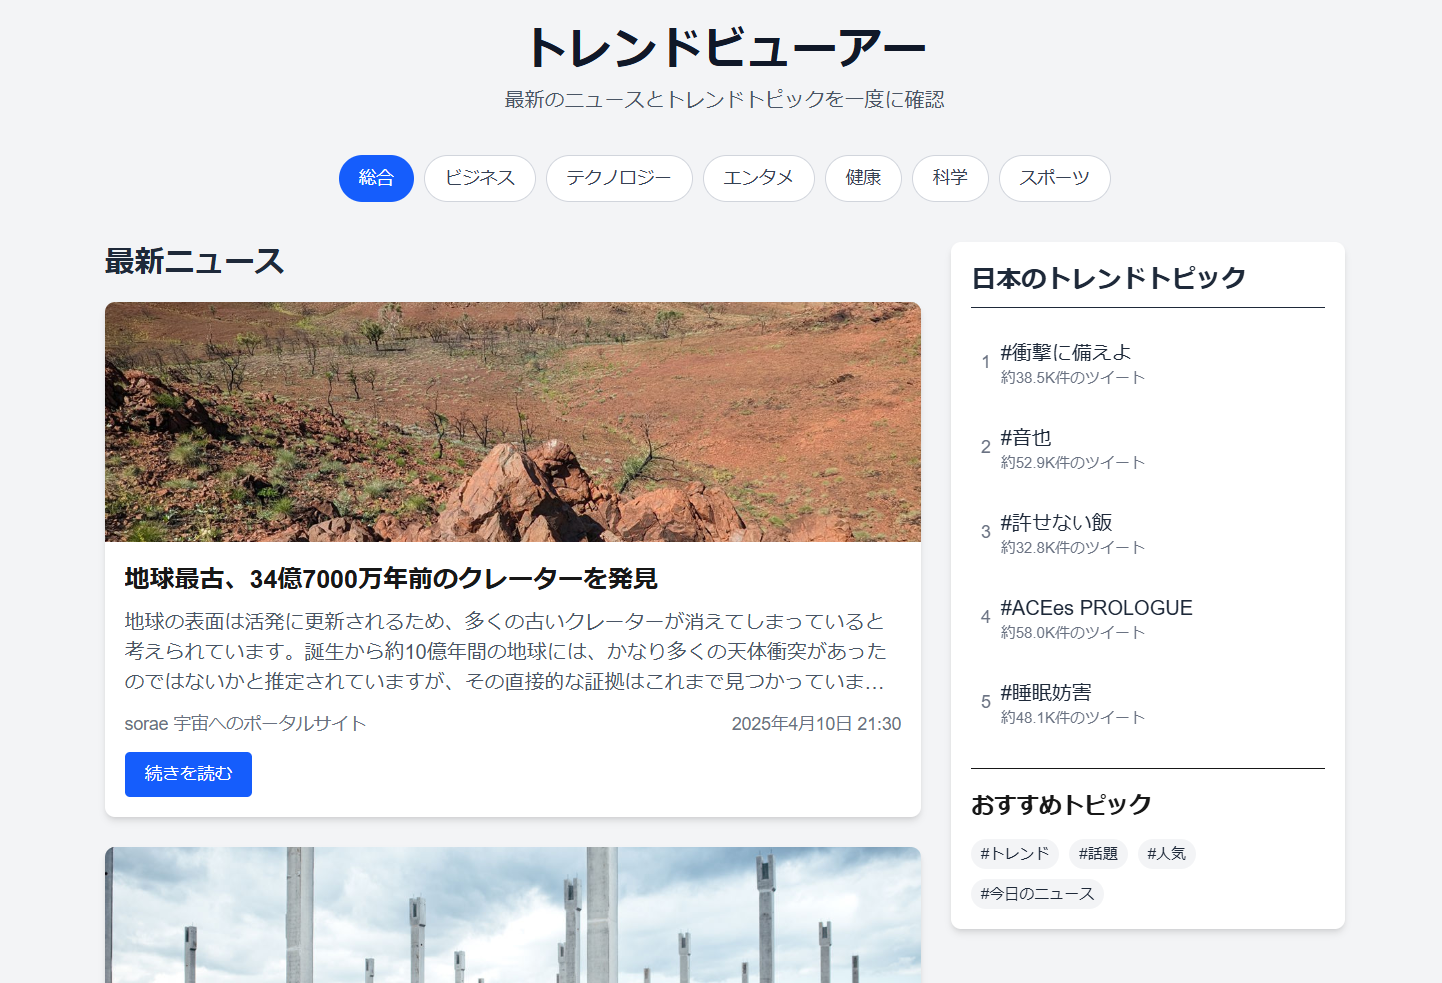 トレンドビューアー
最新のニュースとトレンドトピックを一度に確認
総合 ビジネス テクノロジー エンタメ 健康 科学 スポーツ
最新ニュース
地球最古、34億7000万年前のクレーターを発見
地球の表面は活発に更新されるため、多くの古いクレーターが消えてしまっていると
考えられています。誕生から約10億年間の地球には、かなり多くの天体衝突があった
のではないかと推定されていますが、その直接的な証拠はこれまで見つかっていま…
sorae 宇宙へのポータルサイト 2025年4月10日 21:30
続きを読む
日本のトレンドトピック
1 #衝撃に備えよ
約38.5K件のツイート
2 #音也
約52.9K件のツイート
3 #許せない飯
約32.8K件のツイート
4 #ACEes PROLOGUE
約58.0K件のツイート
5 #睡眠妨害
約48.1K件のツイート
おすすめトピック
#トレンド #話題 #人気
#今日のニュース